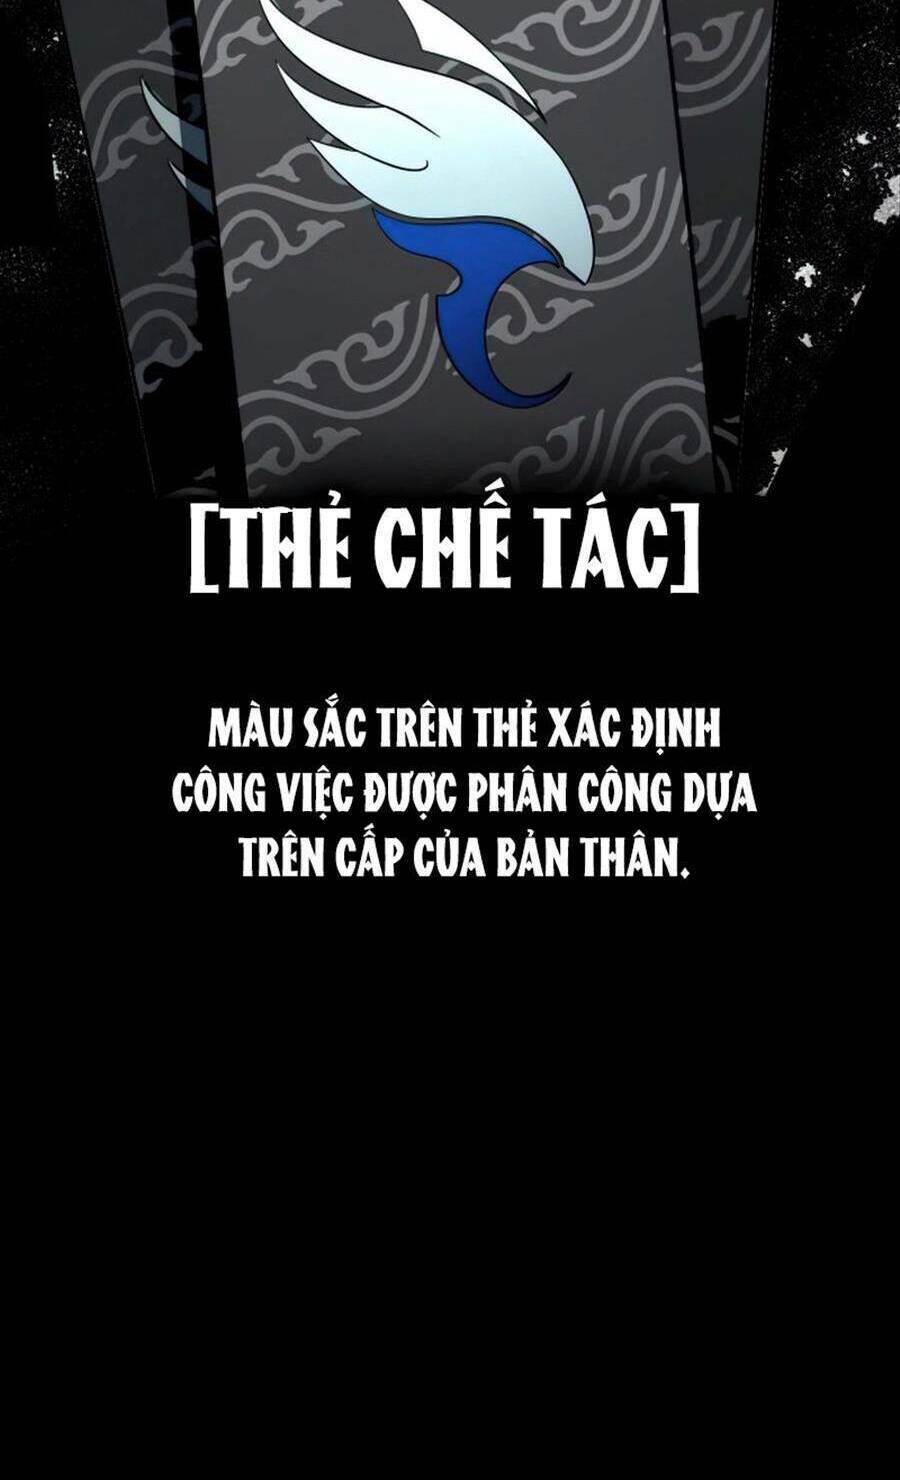 [THẺ CHẾ TÁC]
MÀU SẮC TRÊN THẺ XÁC ĐỊNH
CÔNG VIỆC ĐƯỢC PHÂN CÔNG DỰA
TRÊN CẤP CỦA BẢN THÂN.